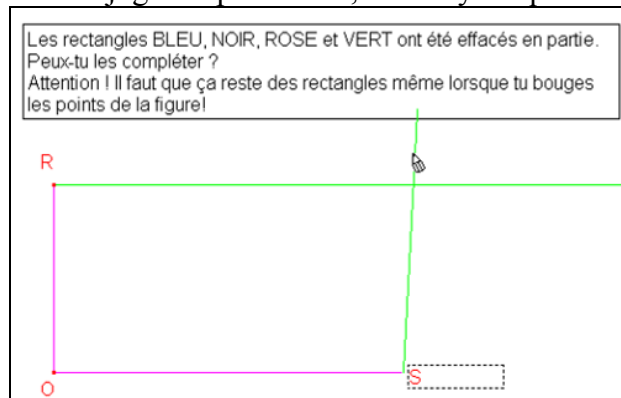 Les rectangles BLEU, NOIR, ROSE et VERT ont été effacés en partie.
Peux-tu les compléter ?
Attention ! Il faut que ça reste des rectangles même lorsque tu bouges
les points de la figure!
R
S
O